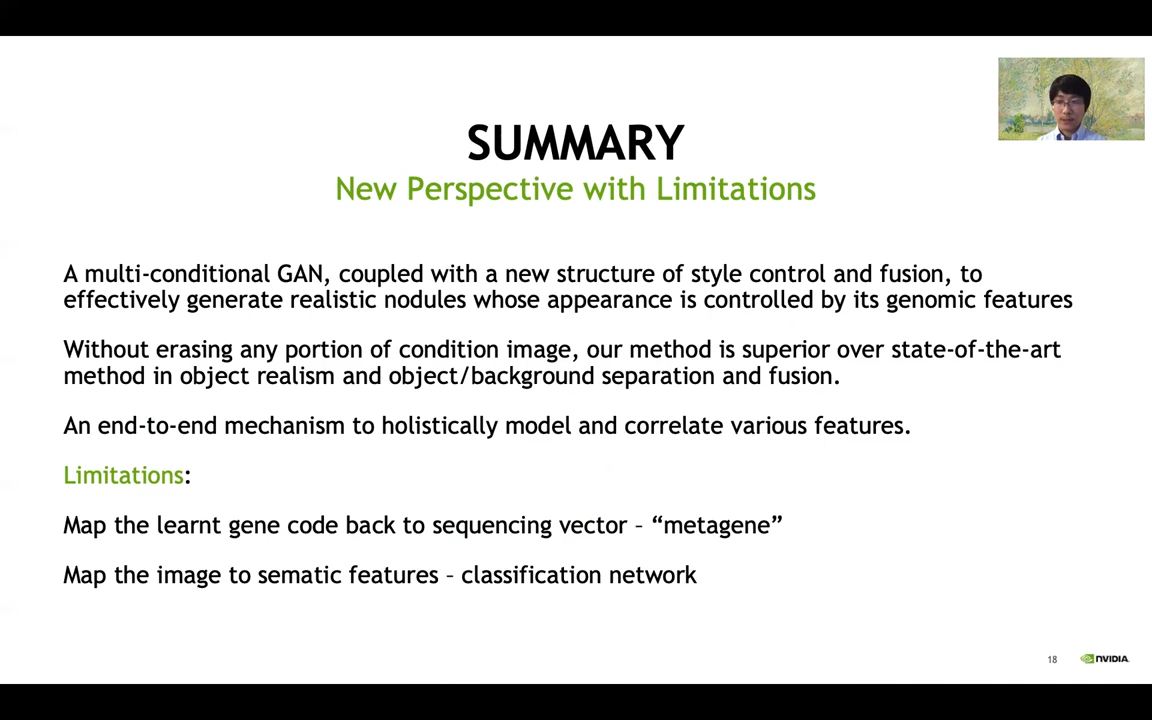 SUMMARY
New Perspective with Limitations
A multi-conditional GAN, coupled with a new structure of style control and fusion, to
effectively generate realistic nodules whose appearance is controlled by its genomic features
Without erasing any portion of condition image, our method is superior over state-of-the-art
method in object realism and object/background separation and fusion.
An end-to-end mechanism to holistically model and correlate various features.
Limitations:
Map the learnt gene code back to sequencing vector – “metagene”
Map the image to sematic features – classification network
18
NVIDIA.